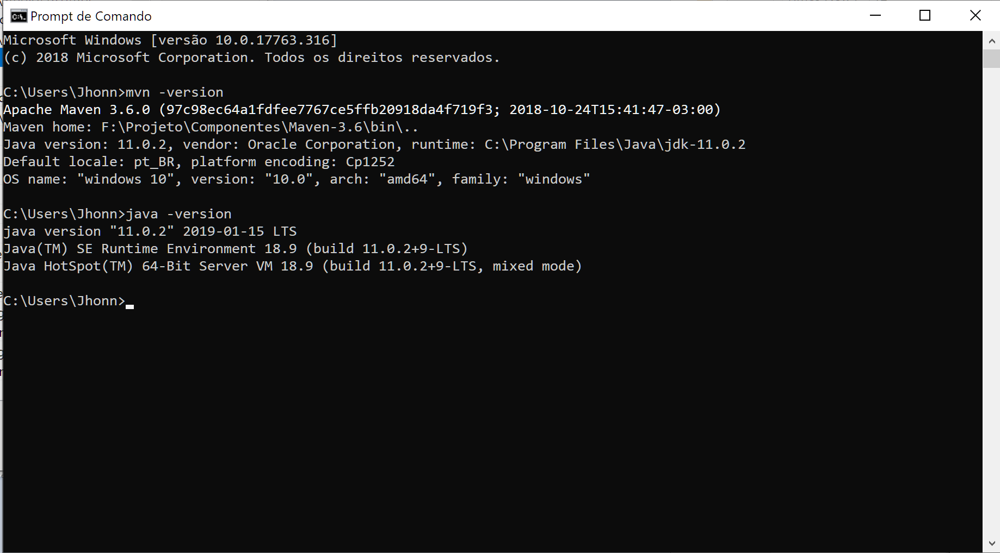 Prompt de Comando
Microsoft Windows [versão 10.0.17763.316]
(c) 2018 Microsoft Corporation. Todos os direitos reservados.
C:\Users\Jhonn>mvn -version
Apache Maven 3.6.0 (97c98ec64a1fdfee7767ce5ffb20918da4f719f3; 2018-10-24T15:41:47-03:00)
Maven home: F:\Projeto\Componentes\Maven-3.6\bin\..
Java version: 11.0.2, vendor: Oracle Corporation, runtime: C:\Program Files\Java\jdk-11.0.2
Default locale: pt_BR, platform encoding: Cp1252
OS name: "windows 10", version: "10.0", arch: "amd64", family: "windows"
C:\Users\Jhonn>java -version
java version "11.0.2" 2019-01-15 LTS
Java(TM) SE Runtime Environment 18.9 (build 11.0.2+9-LTS)
Java HotSpot(TM) 64-Bit Server VM 18.9 (build 11.0.2+9-LTS, mixed mode)
C:\Users\Jhonn>